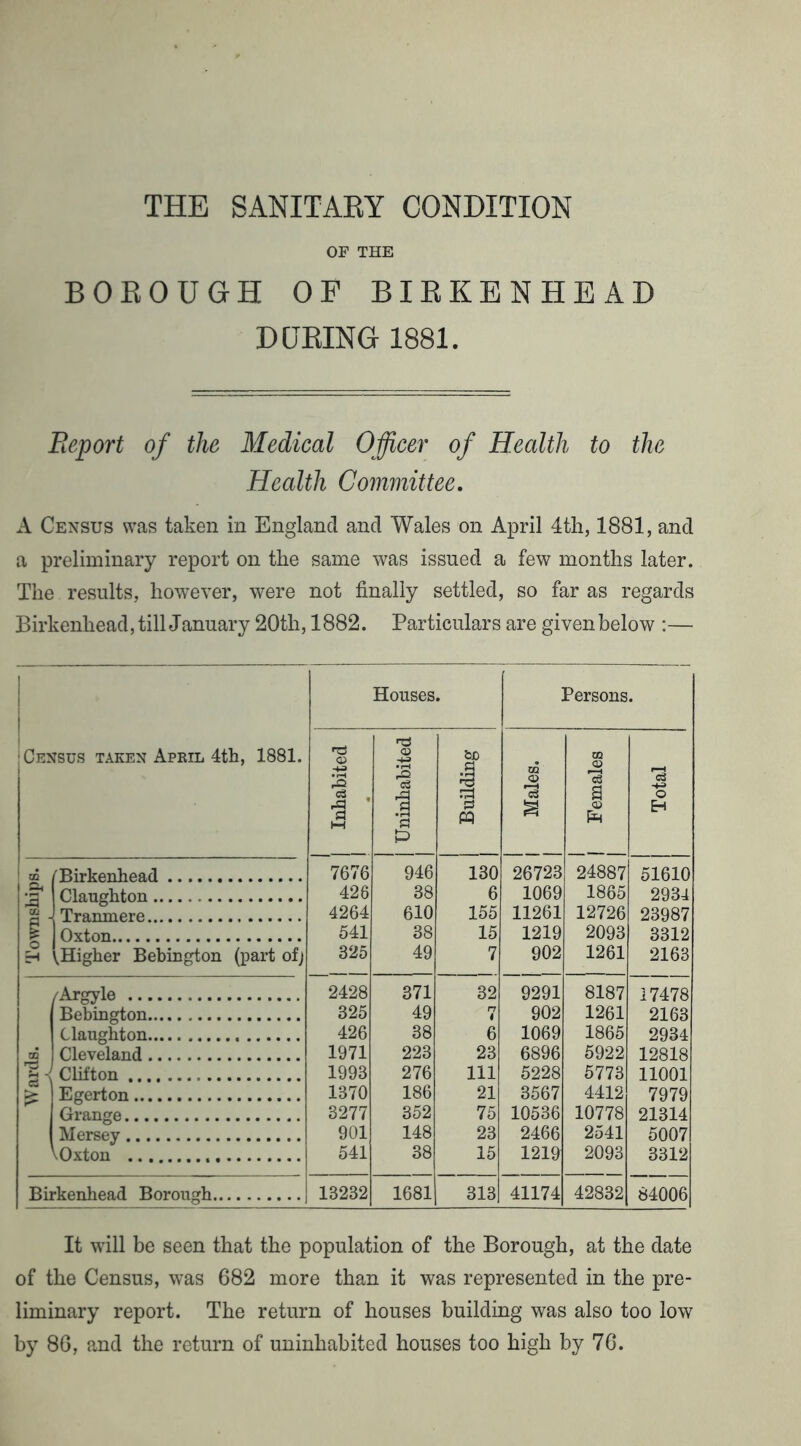 THE SANITARY CONDITION
OF THE
BOROUGH OF BIRKENHEAD
DURING 1881.
Report of the Medical Officer of Health to the
Health Committee.
A Census was taken in England and Wales on April 4th, 1881, and
a preliminary report on the same was issued a few months later.
The results, however, were not finally settled, so far as regards
Birkenhead, till January 20th, 1882. Particulars are given below :—
Houses. Persons.
Census taken April 4th, 1881. Inhabited Uninhabited Building Males. Females Total
Townships.
Birkenhead .............. 7676 946 130 26723 24887 51610
Claughton ................ 426 38 6 1069 1865 2934
Tranmere................. 4264 610 155 11261 12726 23987
Oxton..................... 541 38 15 1219 2093 3312
Higher Bebington (part of) 325 49 7 902 1261 2163
Wards.
Argyle ................... 2428 371 32 9291 8187 17478
Bebington................ 325 49 7 902 1261 2163
Claughton................ 426 38 6 1069 1865 2934
Cleveland ................ 1971 223 23 6896 5922 12818
Clifton ................... 1993 276 111 5228 5773 11001
Egerton .................. 1370 186 21 3567 4412 7979
Grange................... 3277 352 75 10536 10778 21314
Mersey ................... 901 148 23 2466 2541 5007
Oxton .................... 541 38 15 1219 2093 3312
Birkenhead Borough........... 13232 1681 313 41174 42832 84006
It will be seen that the population of the Borough, at the date
of the Census, was 682 more than it was represented in the pre-
liminary report. The return of houses building was also too low
by 86, and the return of uninhabited houses too high by 76.